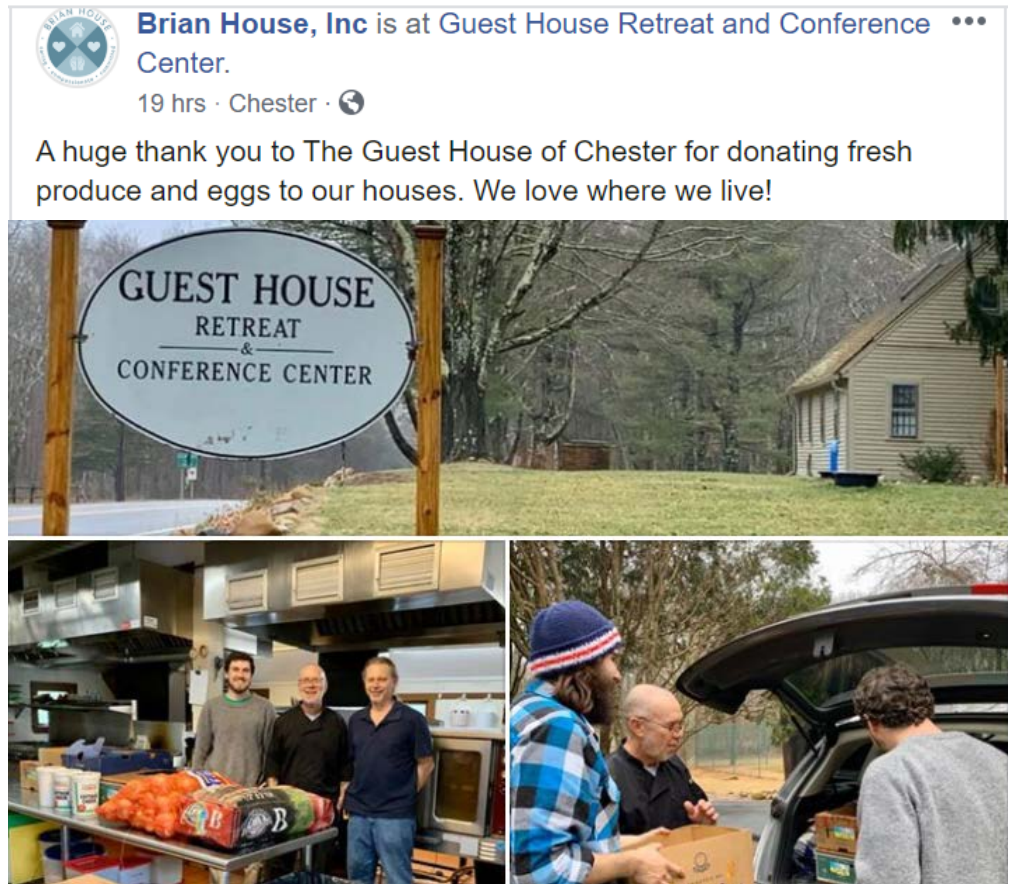 BRIAN HOUSE
Brian House, Inc is at Guest House Retreat and Conference
Center.
19 hrs · Chester ·
A huge thank you to The Guest House of Chester for donating fresh
produce and eggs to our houses. We love where we live!
GUEST HOUSE
RETREAT
&
CONFERENCE CENTER
B
B